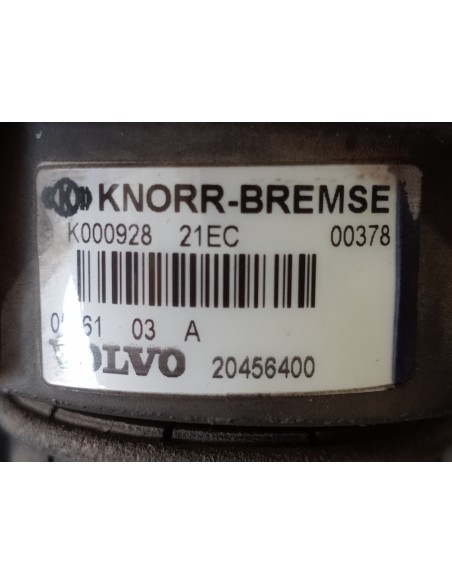 KNORR-BREMSE
K000928 21EC 00378
03 A
VOLVO 20456400